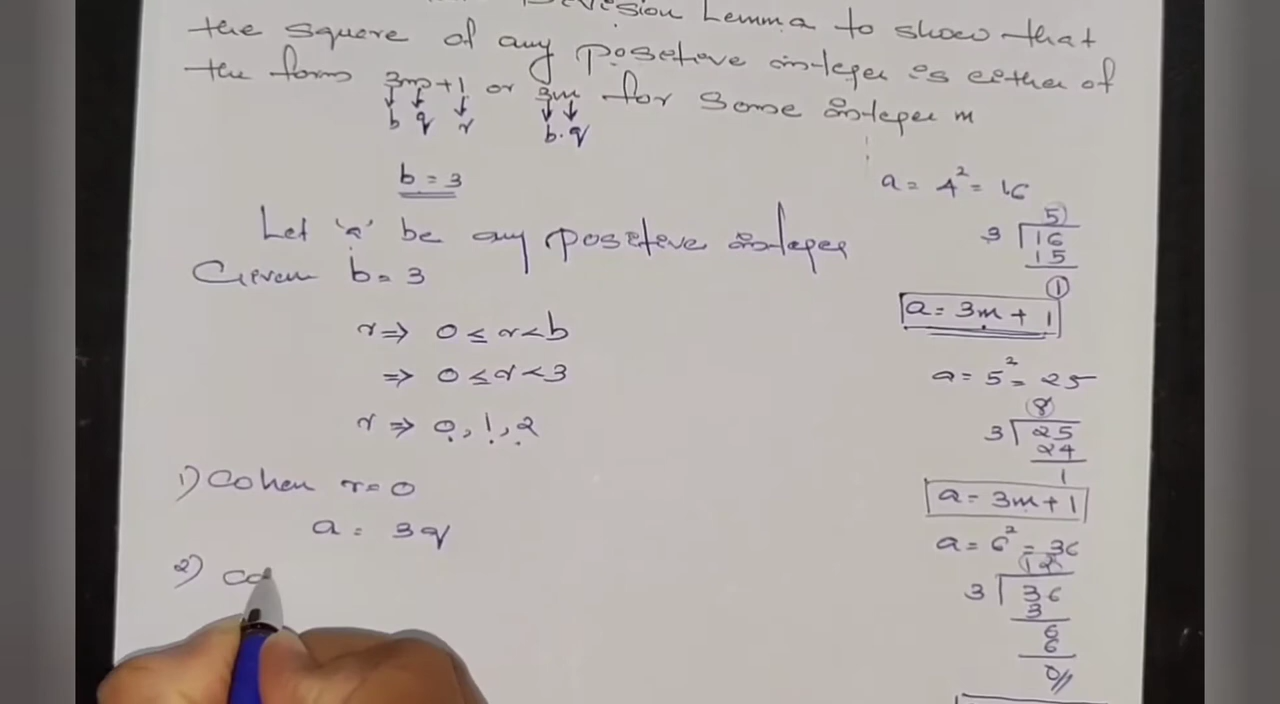 Division Lemma to show that
the square of any positive integer is either of
the form 3m+1 or 3m for some integer m
b q r b.q
b = 3
Let 'a' be any positive integer
Given b = 3
r ⇒ 0 ≤ r < b
⇒ 0 ≤ r < 3
r ⇒ 0, 1, 2
1) When r = 0
a = 3q
2)
a = 4² = 16
5
3 16
15
1
a = 3m + 1
a = 5² = 25
8
3 25
24
1
a = 3m + 1
a = 6² = 36
12
3 36
3
6
6
0//